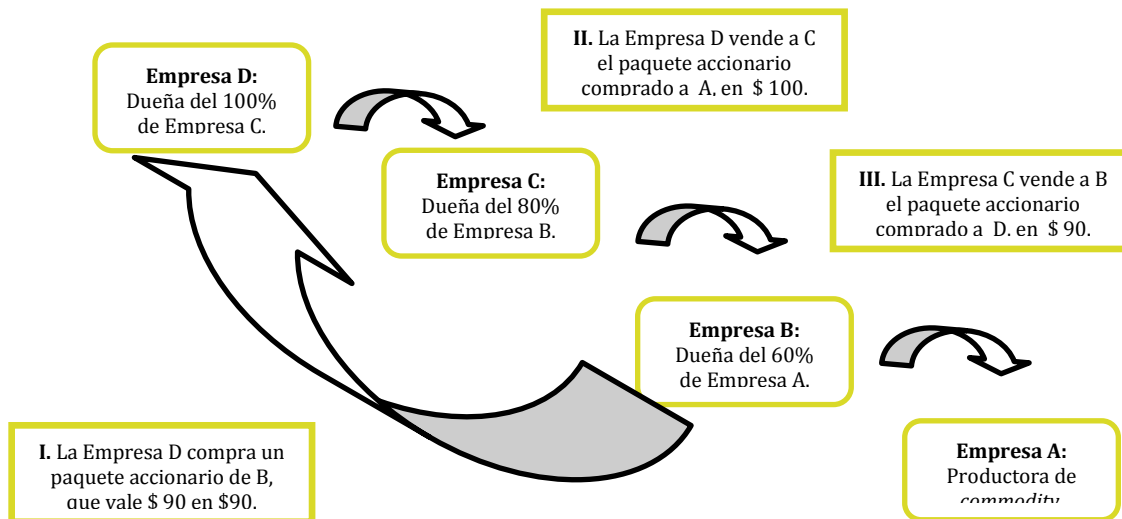 II. La Empresa D vende a C
el paquete accionario
comprado a A, en $ 100.
Empresa D:
Dueña del 100%
de Empresa C.
Empresa C:
Dueña del 80%
de Empresa B.
III. La Empresa C vende a B
el paquete accionario
comprado a D, en $ 90.
Empresa B:
Dueña del 60%
de Empresa A.
I. La Empresa D compra un
paquete accionario de B,
que vale $ 90 en $90.
Empresa A:
Productora de
commodity